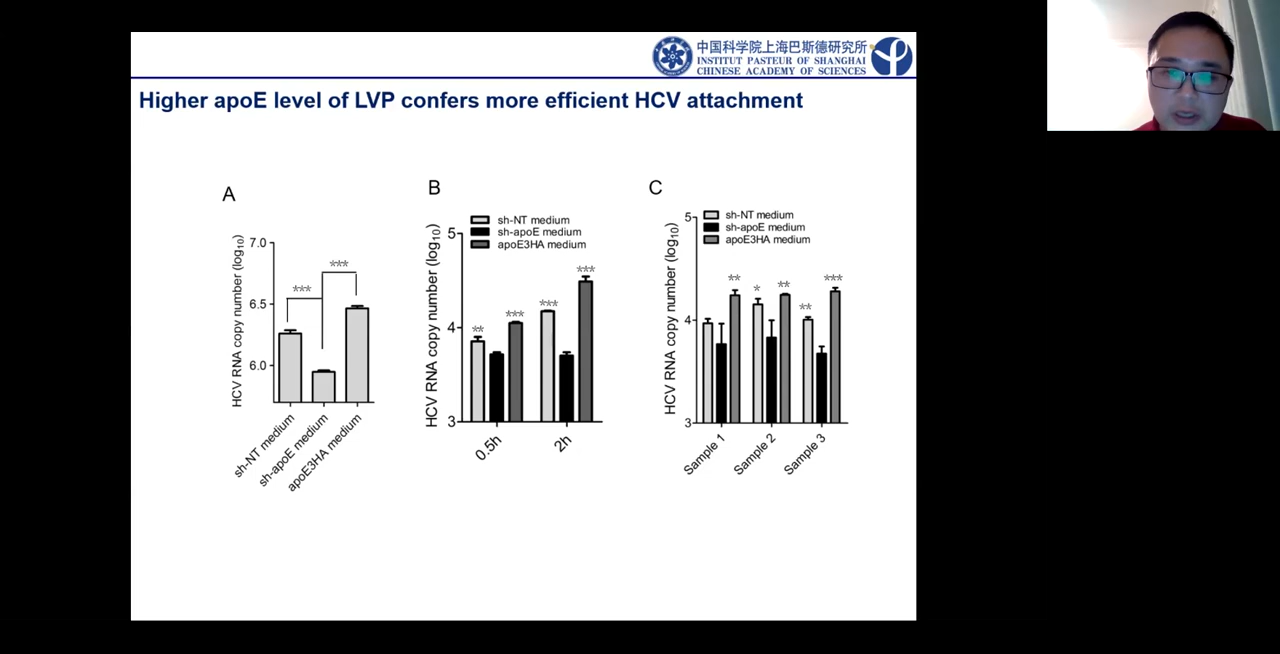 中国科学院上海巴斯德研究所
INSTITUT PASTEUR OF SHANGHAI
CHINESE ACADEMY OF SCIENCES
Higher apoE level of LVP confers more efficient HCV attachment
A
HCV RNA copy number (log10)
7.0
6.5
6.0
***
***
sh-NT medium
sh-apoE medium
apoE3HA medium
B
sh-NT medium
sh-apoE medium
apoE3HA medium
HCV RNA copy number (log10)
5
4
3
**
***
***
***
0.5h
2h
C
sh-NT medium
sh-apoE medium
apoE3HA medium
HCV RNA copy number (log10)
5
4
3
**
*
**
**
***
Sample 1
Sample 2
Sample 3